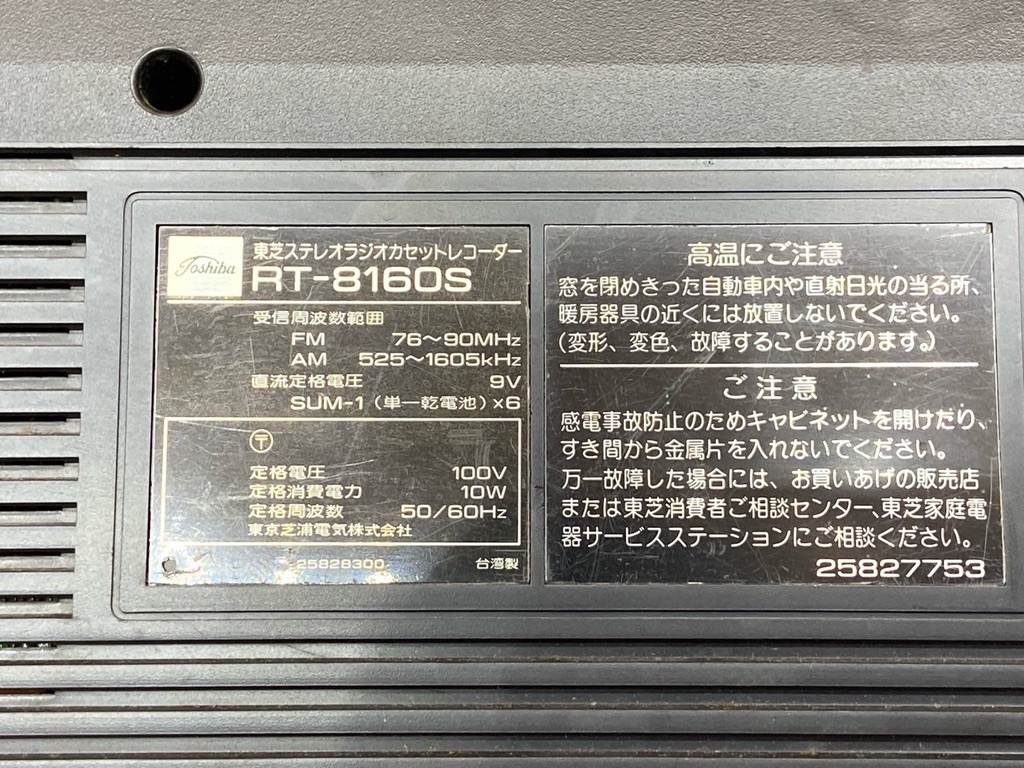 Toshiba
東芝ステレオラジオカセットレコーダー
RT-8160S
受信周波数範囲
FM 76～90MHz
AM 525～1605kHz
直流定格電圧 9V
SUM-1（単一乾電池）×6
〒
定格電圧 100V
定格消費電力 10W
定格周波数 50/60Hz
東京芝浦電気株式会社
25828300 台湾製
高温にご注意
窓を閉めきった自動車内や直射日光の当る所、
暖房器具の近くには放置しないでください。
(変形、変色、故障することがあります。)
ご注意
感電事故防止のためキャビネットを開けたり、
すき間から金属片を入れないでください。
万一故障した場合には、お買いあげの販売店
または東芝消費者ご相談センター、東芝家庭電
器サービスステーションにご相談ください。
25827753